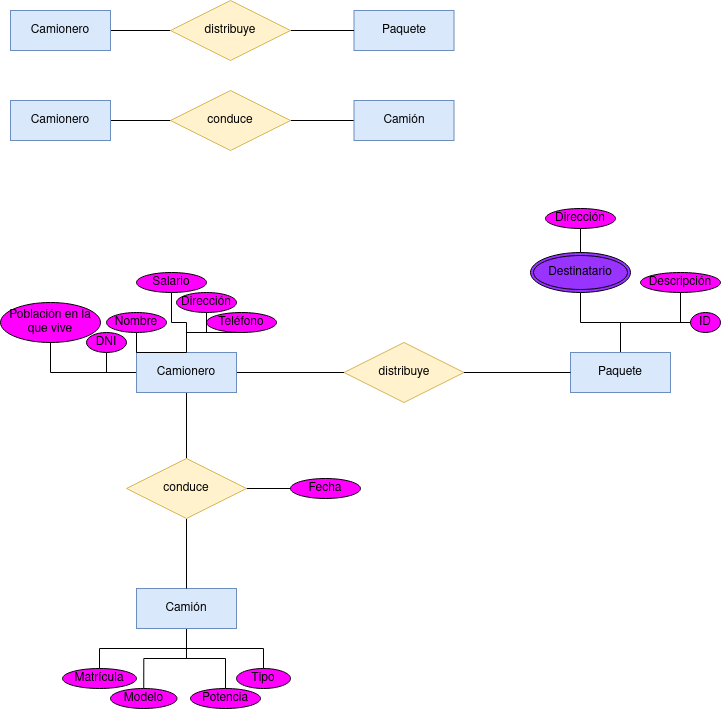 Camionero
distribuye
Paquete
Camionero
conduce
Camión
Dirección
Destinatario
Descripción
ID
Salario
Dirección
Población en la
que vive
Nombre
Teléfono
DNI
Camionero
distribuye
Paquete
conduce
Fecha
Camión
Matrícula
Tipo
Modelo
Potencia